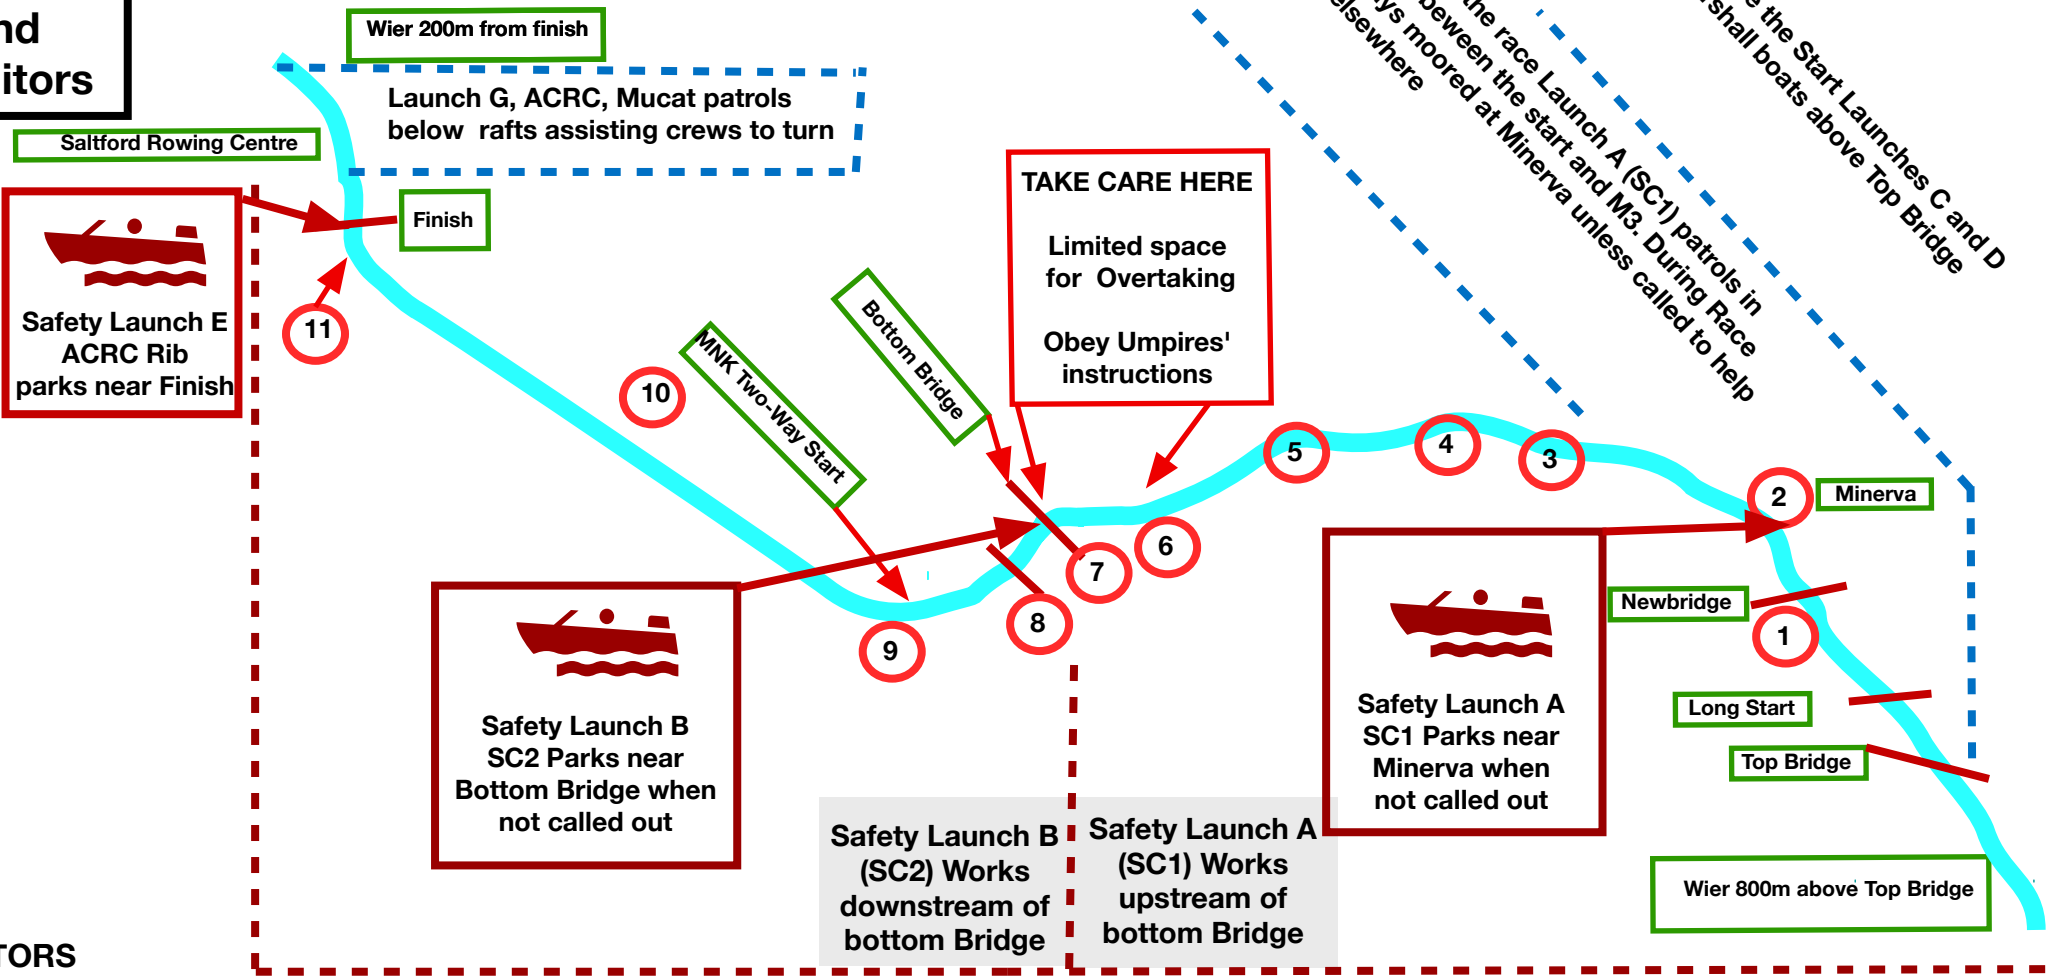 nd
itors
Wier 200m from finish
Launch G, ACRC, Mucat patrols
below rafts assisting crews to turn
Saltford Rowing Centre
Finish
Safety Launch E
ACRC Rib
parks near Finish
11
10
MNK Two-Way Start
Bottom Bridge
TAKE CARE HERE
Limited space
for Overtaking
Obey Umpires'
instructions
the race Launch A (SC1) patrols in
beween the start and M3. During Race
ys moored at Minerva unless called to help
elsewhere
e the Start Launches C and D
shall boats above Top Bridge
5
4
3
2
Minerva
6
7
8
9
Newbridge
1
Long Start
Top Bridge
Wier 800m above Top Bridge
Safety Launch B
SC2 Parks near
Bottom Bridge when
not called out
Safety Launch A
SC1 Parks near
Minerva when
not called out
Safety Launch B
(SC2) Works
downstream of
bottom Bridge
Safety Launch A
(SC1) Works
upstream of
bottom Bridge
TORS